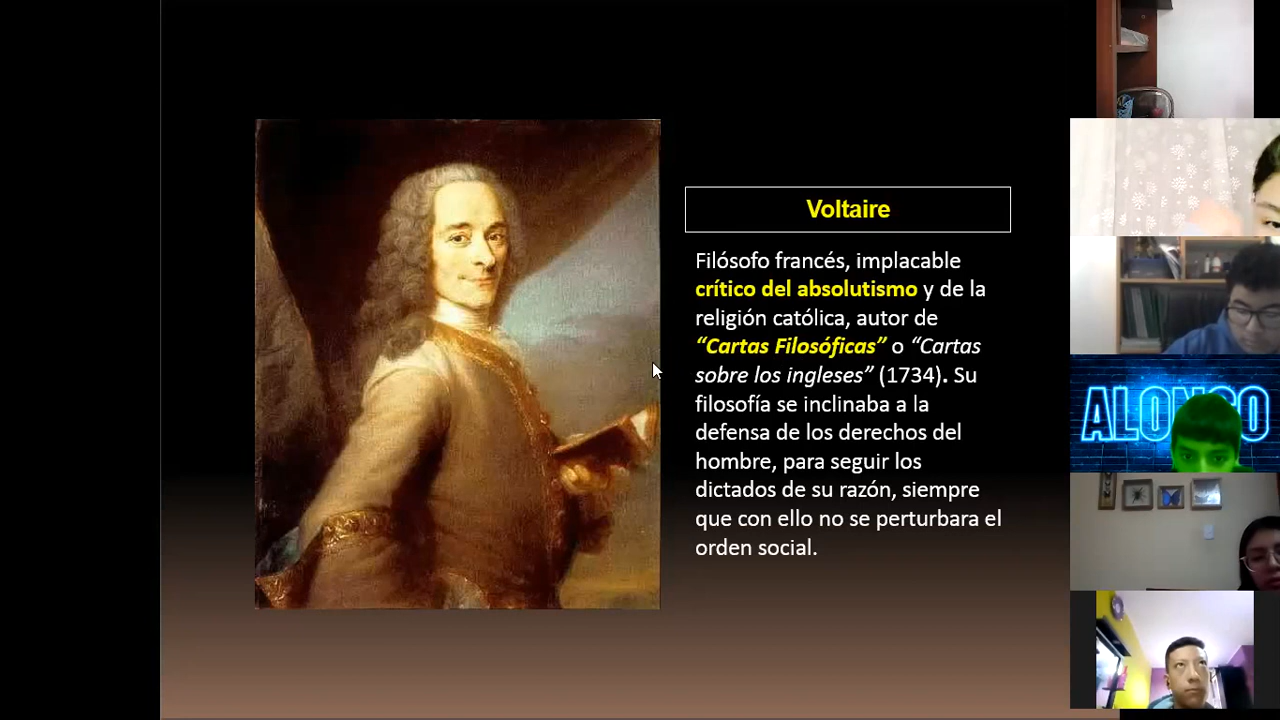 Voltaire
Filósofo francés, implacable
crítico del absolutismo y de la
religión católica, autor de
“Cartas Filosóficas” o “Cartas
sobre los ingleses” (1734). Su
filosofía se inclinaba a la
defensa de los derechos del
hombre, para seguir los
dictados de su razón, siempre
que con ello no se perturbara el
orden social.